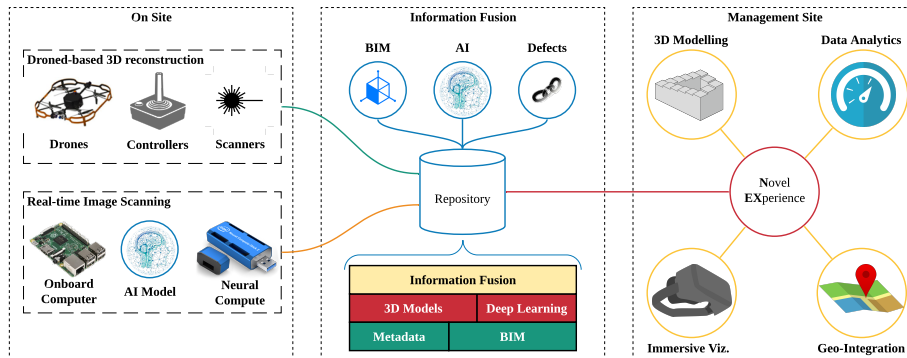 On Site
Droned-based 3D reconstruction
Drones
Controllers
Scanners
Real-time Image Scanning
Onboard
Computer
AI Model
Neural
Compute
Information Fusion
BIM
AI
Defects
Repository
Information Fusion
3D Models
Deep Learning
Metadata
BIM
Management Site
3D Modelling
Data Analytics
Novel
EXperience
Immersive Viz.
Geo-Integration